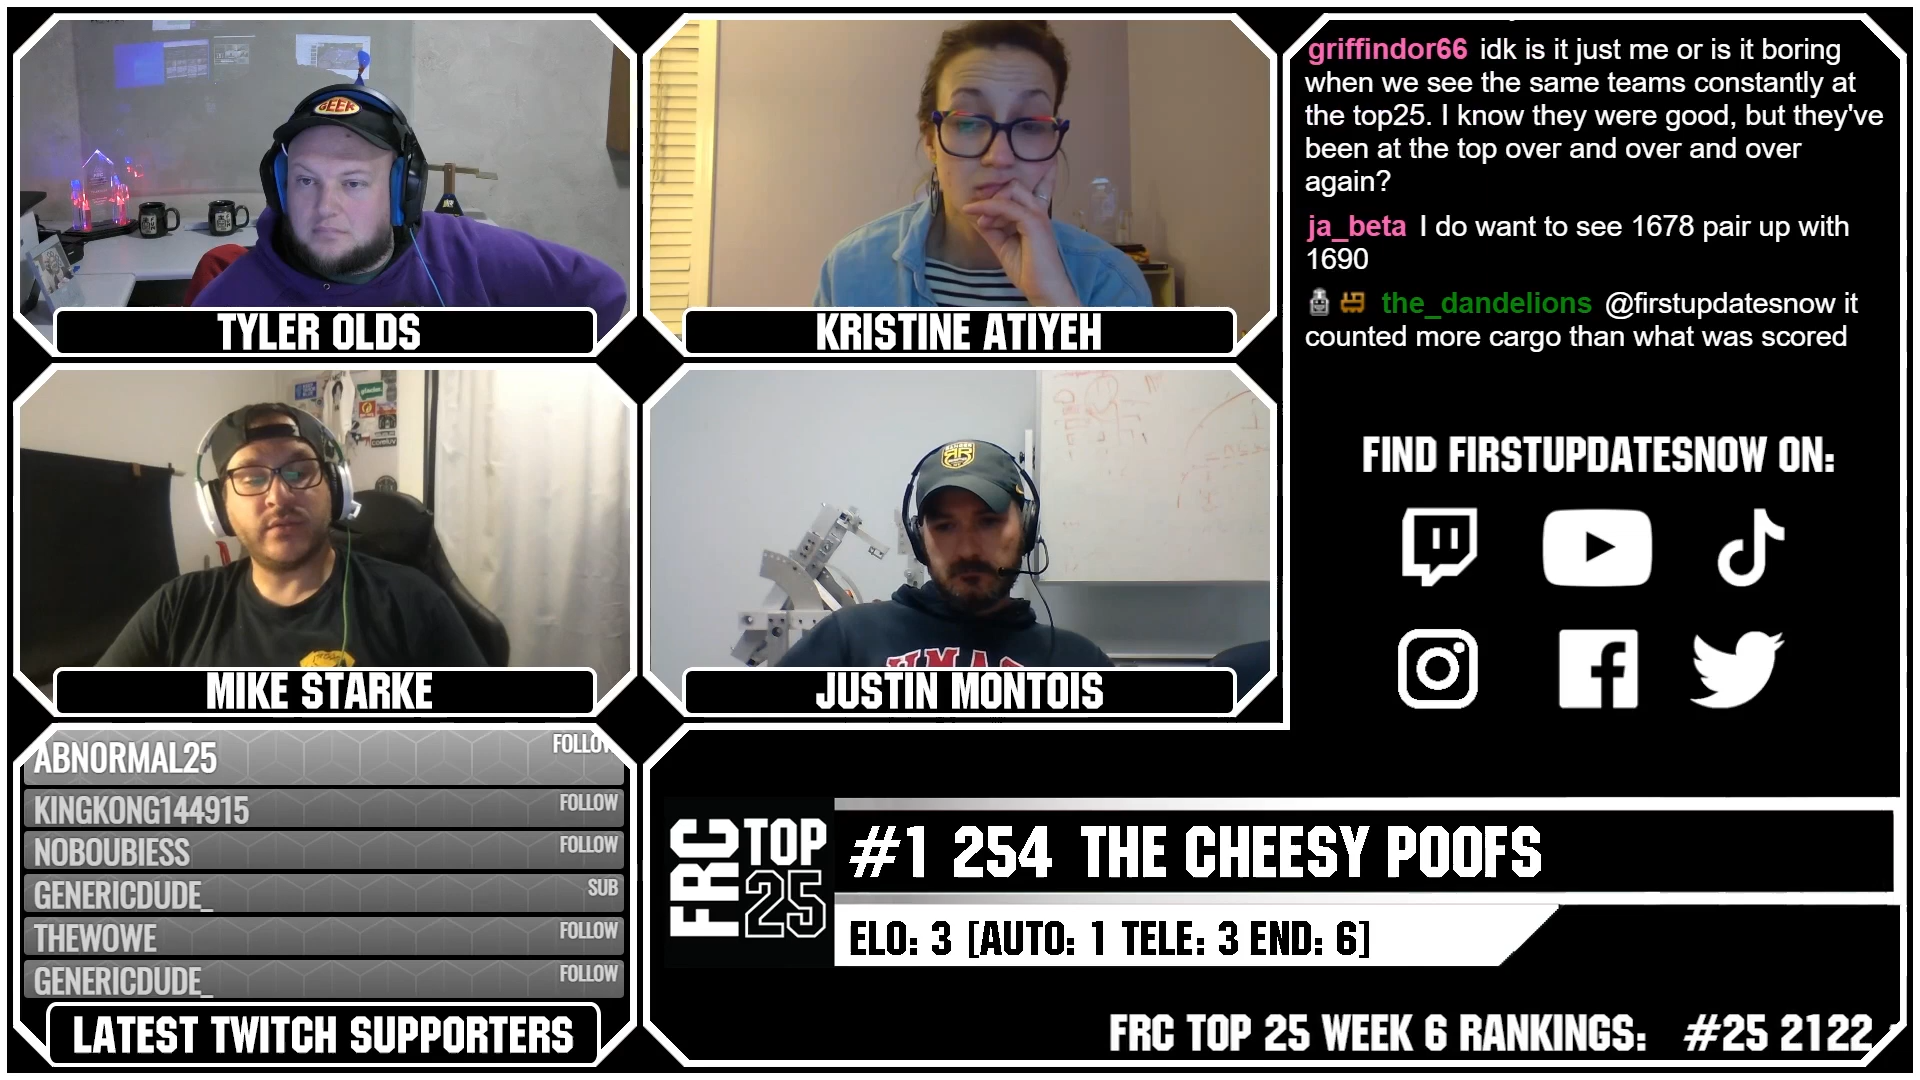 GEEK
TYLER OLDS
KRISTINE ATIYEH
griffindor66 idk is it just me or is it boring
when we see the same teams constantly at
the top25. I know they were good, but they've
been at the top over and over and over
again?
ja_beta I do want to see 1678 pair up with
1690
the_dandelions @firstupdatesnow it
counted more cargo than what was scored
MIKE STARKE
JUSTIN MONTOIS
FIND FIRSTUPDATESNOW ON:
ABNORMAL25 FOLLOW
KINGKONG144915 FOLLOW
NOBOUBIESS FOLLOW
GENERICDUDE_ SUB
THEWOWE FOLLOW
GENERICDUDE_ FOLLOW
LATEST TWITCH SUPPORTERS
FRC TOP 25
#1 254 THE CHEESY POOFS
ELO: 3 [AUTO: 1 TELE: 3 END: 6]
FRC TOP 25 WEEK 6 RANKINGS: #25 2122